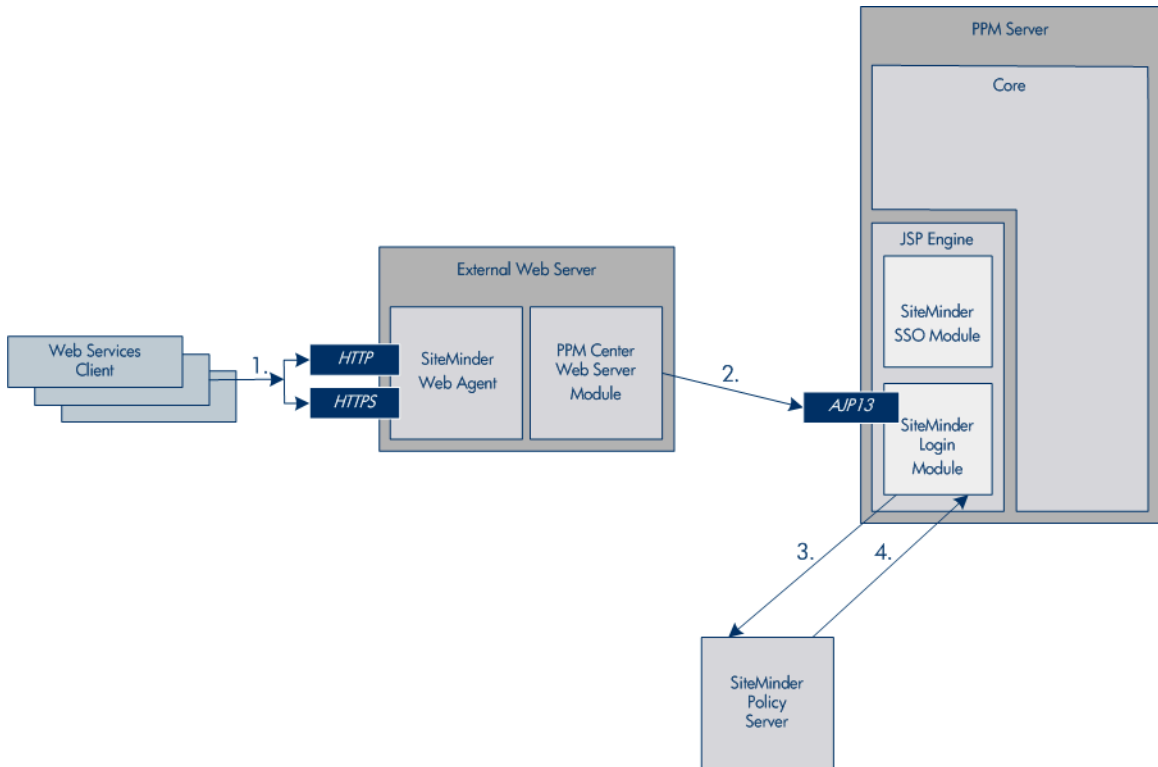 PPM Server
Core
JSP Engine
SiteMinder
SSO Module
SiteMinder
Login
Module
AJP13
External Web Server
SiteMinder
Web Agent
PPM Center
Web Server
Module
Web Services
Client
1.
HTTP
HTTPS
2.
3.
4.
SiteMinder
Policy
Server